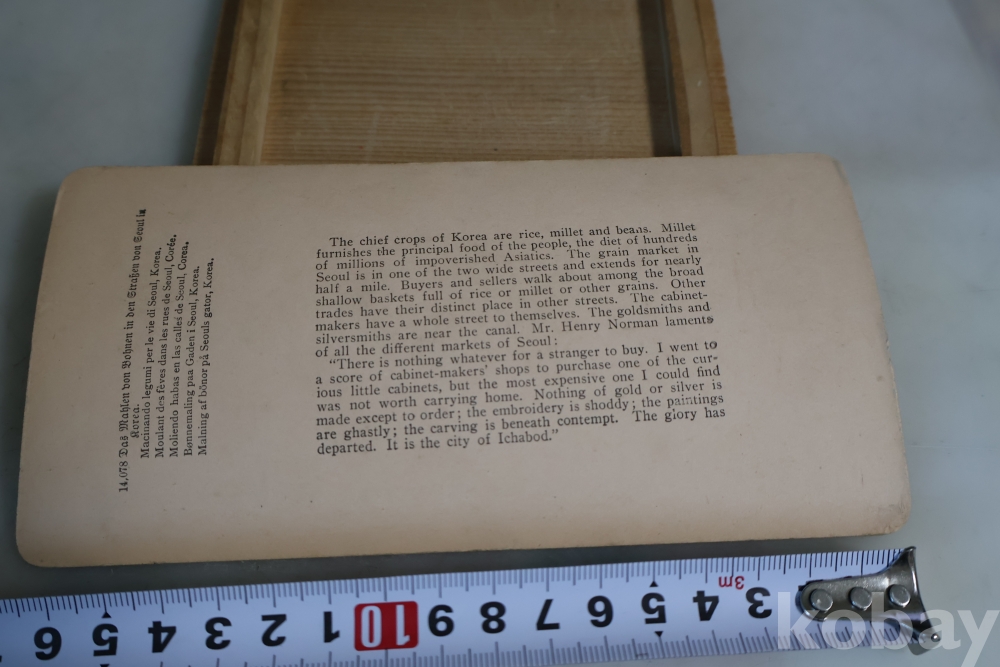 The chief crops of Korea are rice, millet and beans. Millet
furnishes the principal food of the people, the diet of hundreds
of millions of impoverished Asiatics. The grain market in
Seoul is in one of the two wide streets and extends for nearly
half a mile. Buyers and sellers walk about among the broad
shallow baskets full of rice or millet or other grains. Other
trades have their distinct place in other streets. The cabinet-
makers have a whole street to themselves. The goldsmiths and
silversmiths are near the canal. Mr. Henry Norman laments
of all the different markets of Seoul:
"There is nothing whatever for a stranger to buy. I went to
a score of cabinet-makers' shops to purchase one of the cur-
ious little cabinets, but the most expensive one I could find
was not worth carrying home. Nothing of gold or silver is
made except to order; the embroidery is shoddy; the paintings
are ghastly; the carving is beneath contempt. The glory has
departed. It is the city of Ichabod."
14,078 Das Mahlen von Bohnen in den Straßen von Seoul in
Korea.
Macinando legumi per le vie di Seoul, Korea.
Moulant des fèves dans les rues de Seoul, Corée.
Moliendo habas en las calles de Seoul, Corea.
Bønnemaling paa Gaden i Seoul, Korea.
Malning af bönor på Seouls gator, Korea.
6 5 4 3 2 1 10 9 8 7 6 5 4 3m 3
kobay